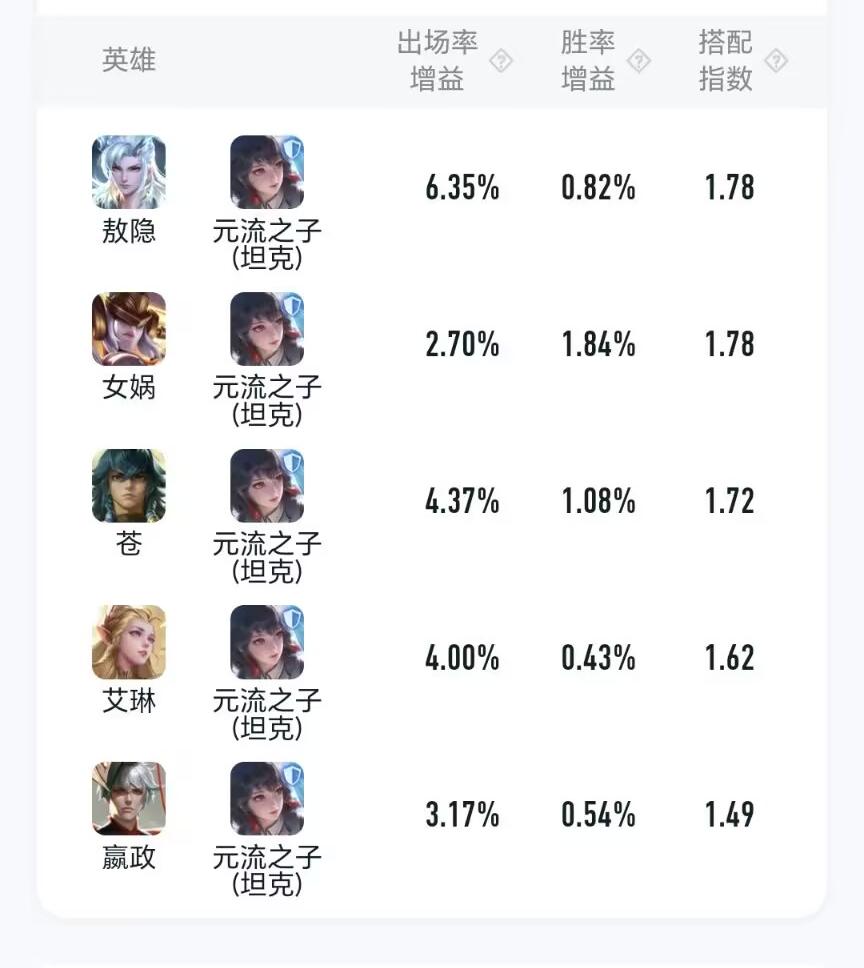 英雄
出场率
增益
胜率
增益
搭配
指数
敖隐
元流之子
(坦克)
6.35%
0.82%
1.78
女娲
元流之子
(坦克)
2.70%
1.84%
1.78
苍
元流之子
(坦克)
4.37%
1.08%
1.72
艾琳
元流之子
(坦克)
4.00%
0.43%
1.62
嬴政
元流之子
(坦克)
3.17%
0.54%
1.49